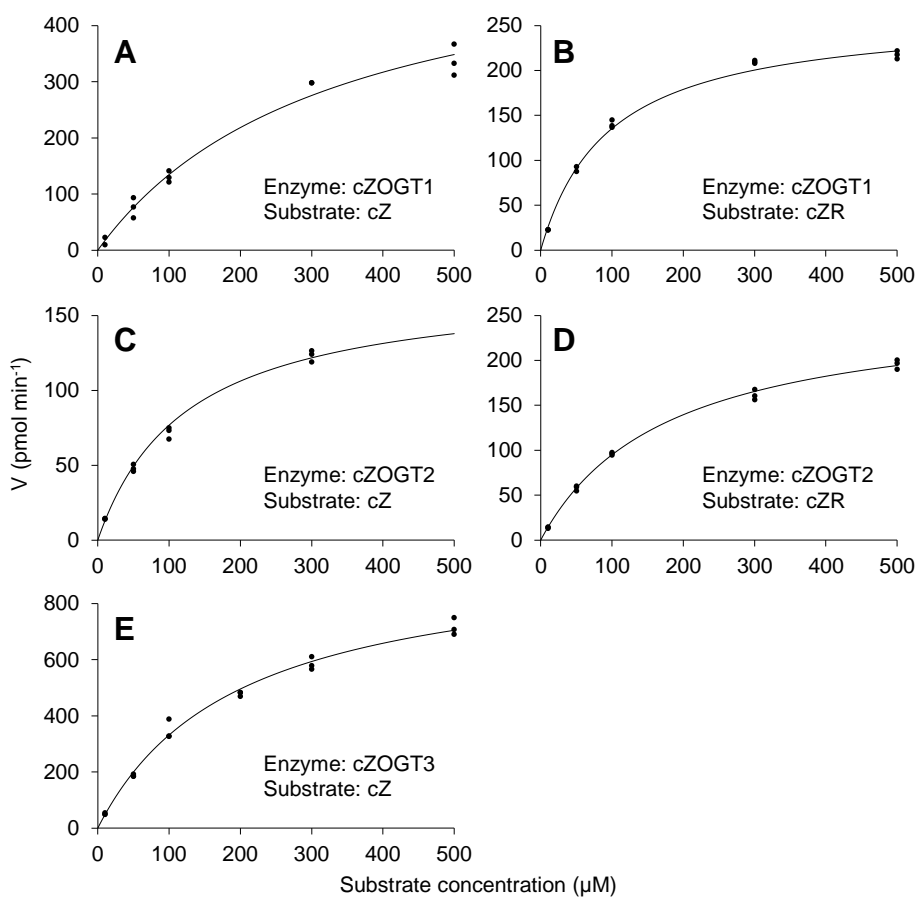 A
400
300
200
100
0
0 100 200 300 400 500
Enzyme: cZOGT1
Substrate: cZ
B
250
200
150
100
50
0
0 100 200 300 400 500
Enzyme: cZOGT1
Substrate: cZR
C
150
100
50
0
0 100 200 300 400 500
Enzyme: cZOGT2
Substrate: cZ
D
250
200
150
100
50
0
0 100 200 300 400 500
Enzyme: cZOGT2
Substrate: cZR
E
800
600
400
200
0
0 100 200 300 400 500
Enzyme: cZOGT3
Substrate: cZ
V (pmol min⁻¹)
Substrate concentration (µM)